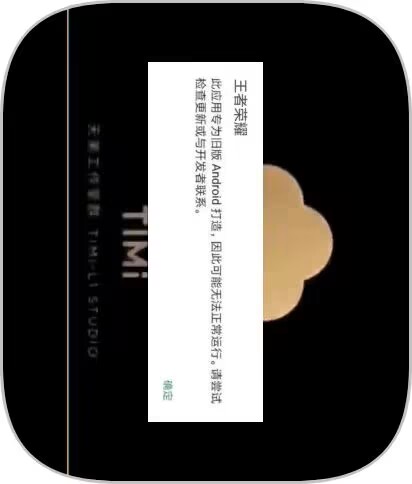 王者荣耀
此应用专为旧版 Android 打造，因此可能无法正常运行。请尝试
检查更新或与开发者联系。
确定
TiMi
天美工作室群 TiMi-L1 STUDIO